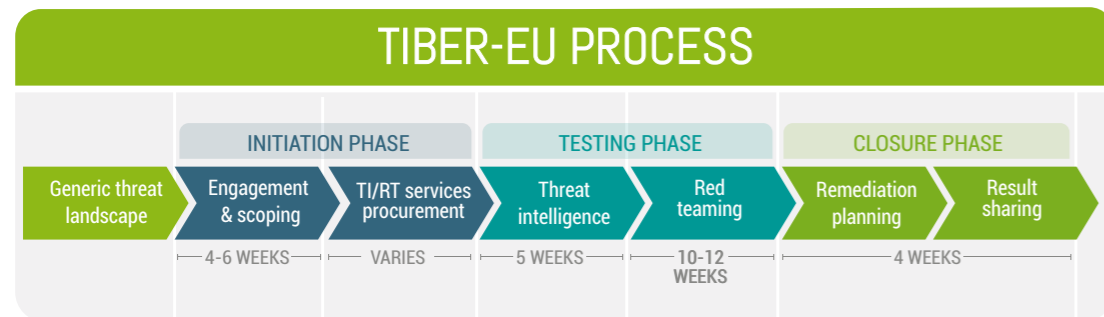 TIBER-EU PROCESS
INITIATION PHASE
TESTING PHASE
CLOSURE PHASE
Generic threat
landscape
Engagement
& scoping
TI/RT services
procurement
Threat
intelligence
Red
teaming
Remediation
planning
Result
sharing
4-6 WEEKS
VARIES
5 WEEKS
10-12
WEEKS
4 WEEKS